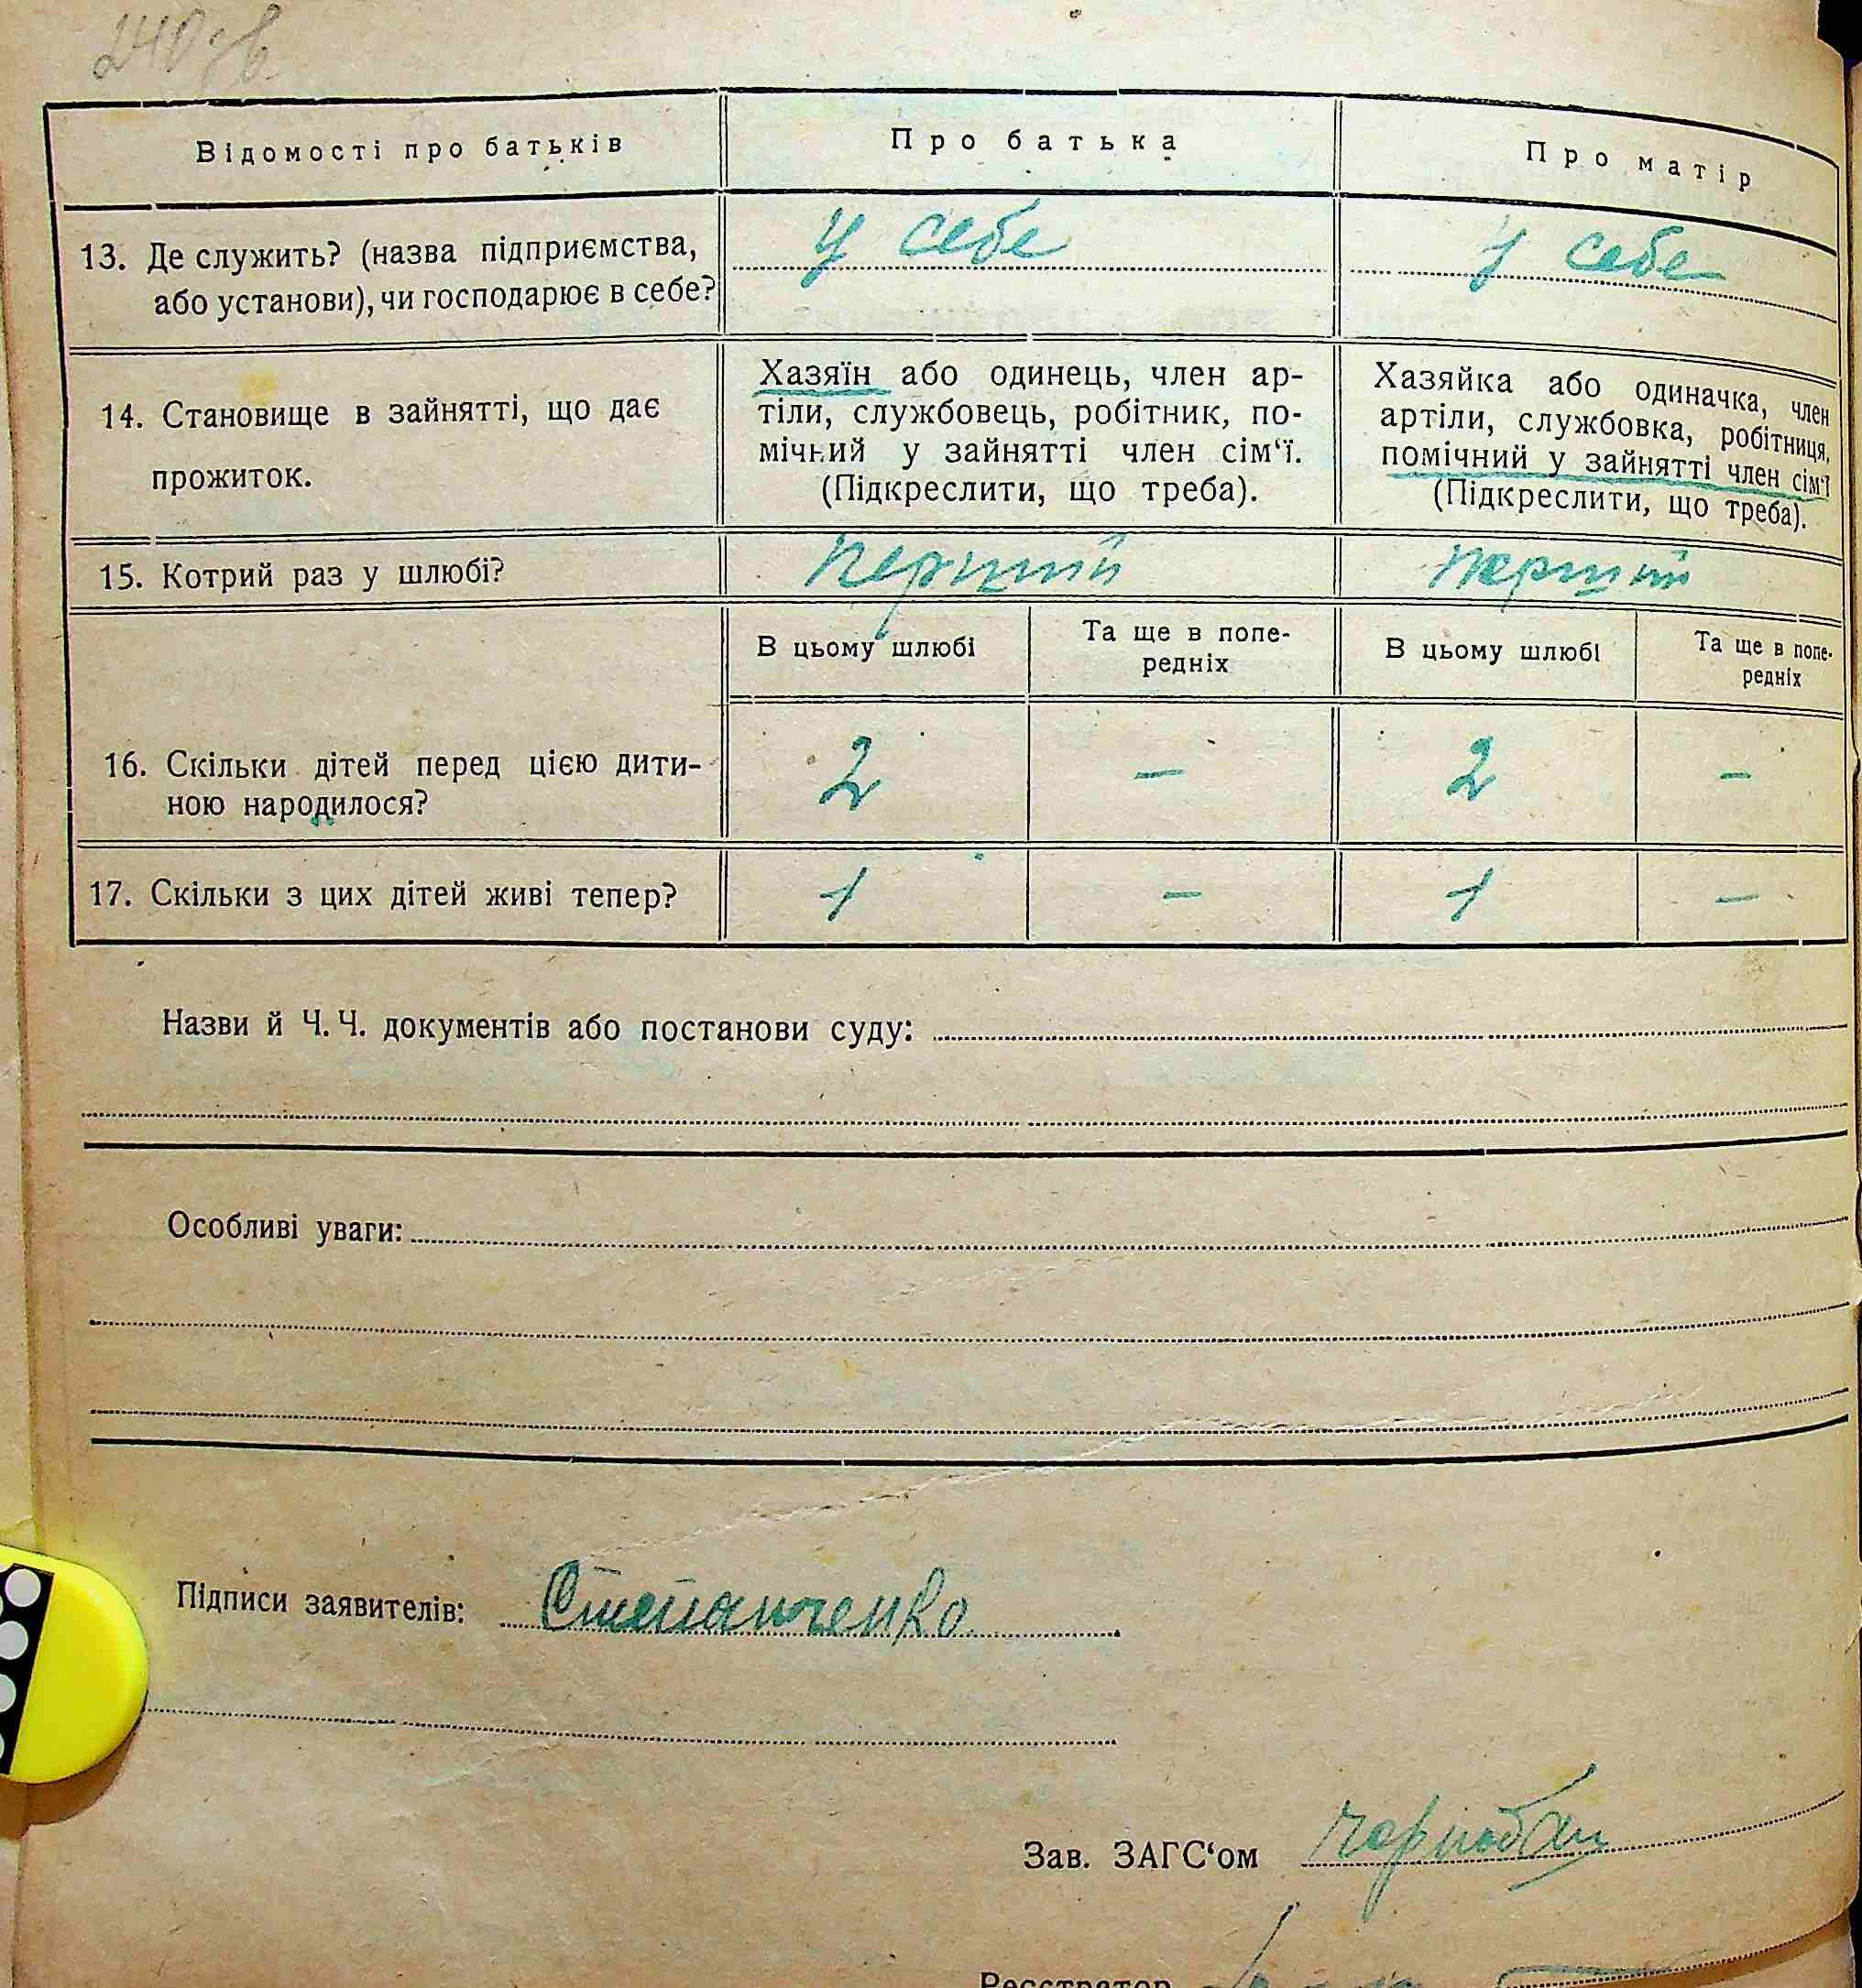 240 зв
Відомості про батьків
Про батька
Про матір
13. Де служить? (назва підприємства,
або установи), чи господарює в себе?
У себе
У себе
14. Становище в зайнятті, що дає
прожиток.
Хазяїн або одинець, член ар-
тіли, службовець, робітник, по-
мічний у зайнятті член сім‘ї.
(Підкреслити, що треба).
Хазяйка або одиначка, член
артіли, службовка, робітниця,
помічний у зайнятті член сім‘ї
(Підкреслити, що треба).
15. Котрий раз у шлюбі?
перший
перший
В цьому шлюбі
Та ще в попе-
редніх
В цьому шлюбі
Та ще в попе-
редніх
16. Скільки дітей перед цією дити-
ною народилося?
2
—
2
—
17. Скільки з цих дітей живі тепер?
1
—
1
—
Назви й Ч. Ч. документів або постанови суду:
Особливі уваги:
Підписи заявителів: Степанченко
Зав. ЗАГС‘ом
Реєстратор